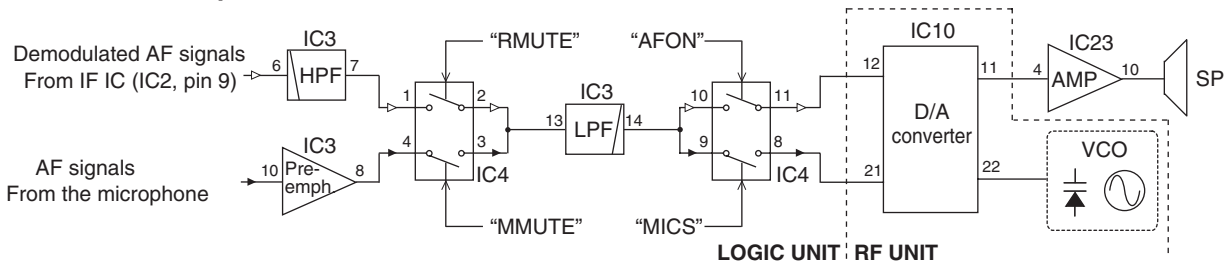 Demodulated AF signals
From IF IC (IC2, pin 9)
6
IC3
HPF
7
"RMUTE"
1
2
AF signals
From the microphone
10
IC3
Pre-
emph.
8
4
3
IC4
"MMUTE"
13
IC3
LPF
14
"AFON"
10
11
9
8
IC4
"MICS"
LOGIC UNIT
RF UNIT
IC10
12
11
D/A
converter
21
22
IC23
4
AMP
10
SP
VCO